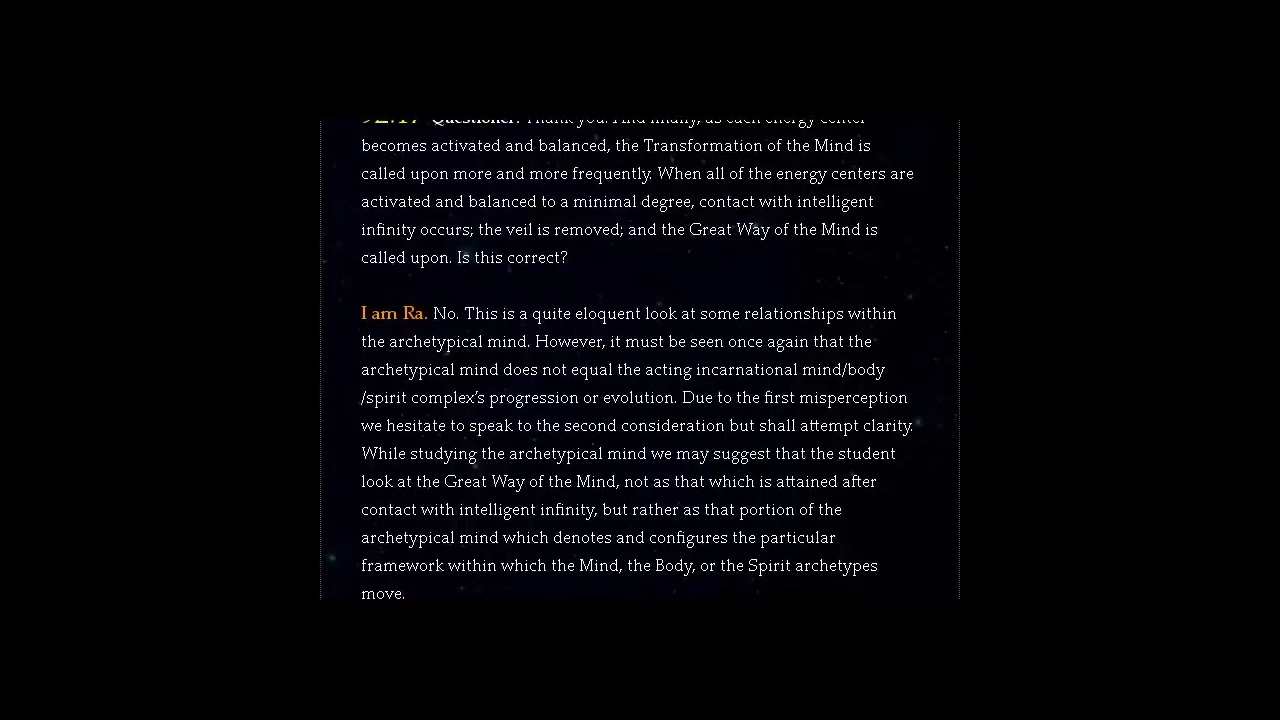 becomes activated and balanced, the Transformation of the Mind is
called upon more and more frequently. When all of the energy centers are
activated and balanced to a minimal degree, contact with intelligent
infinity occurs; the veil is removed; and the Great Way of the Mind is
called upon. Is this correct?
I am Ra. No. This is a quite eloquent look at some relationships within
the archetypical mind. However, it must be seen once again that the
archetypical mind does not equal the acting incarnational mind/body
/spirit complex’s progression or evolution. Due to the first misperception
we hesitate to speak to the second consideration but shall attempt clarity.
While studying the archetypical mind we may suggest that the student
look at the Great Way of the Mind, not as that which is attained after
contact with intelligent infinity, but rather as that portion of the
archetypical mind which denotes and configures the particular
framework within which the Mind, the Body, or the Spirit archetypes
move.